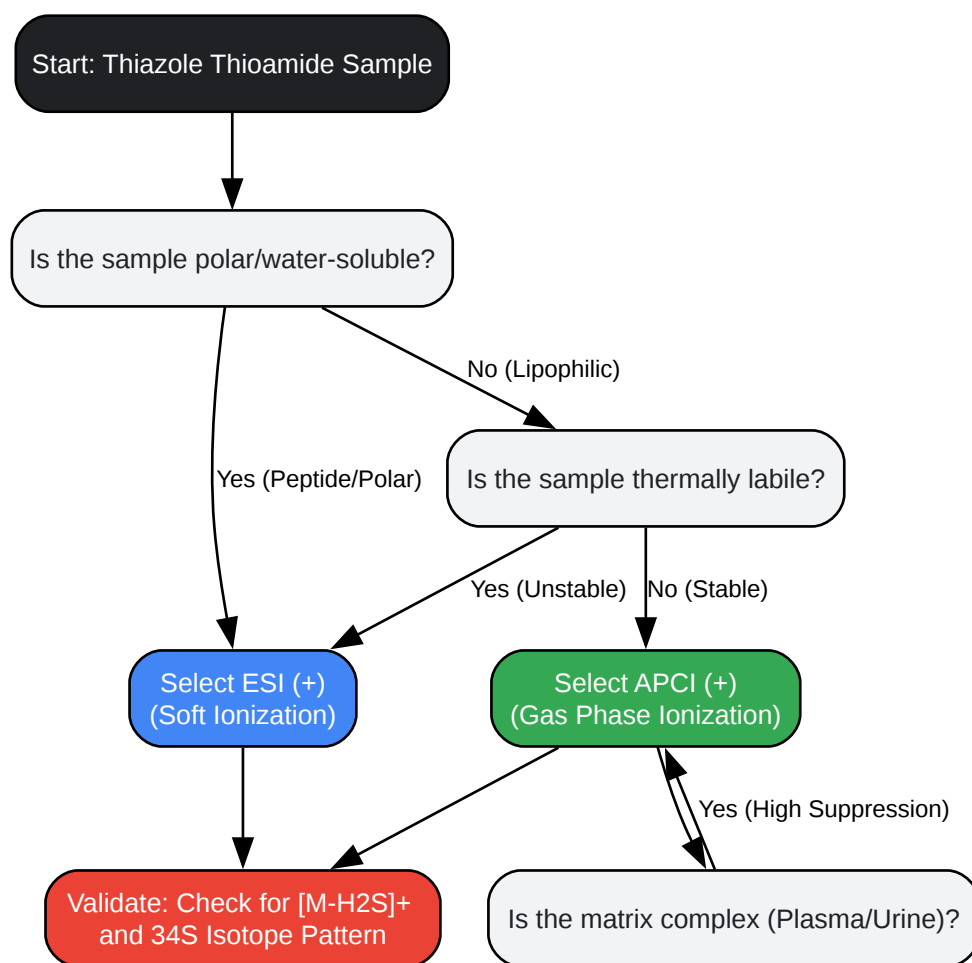 Start: Thiazole Thioamide Sample
Is the sample polar/water-soluble?
No (Lipophilic)
Yes (Peptide/Polar)
Is the sample thermally labile?
Yes (Unstable)
No (Stable)
Select ESI (+)
(Soft Ionization)
Select APCI (+)
(Gas Phase Ionization)
Yes (High Suppression)
Validate: Check for [M-H2S]+
and 34S Isotope Pattern
Is the matrix complex (Plasma/Urine)?